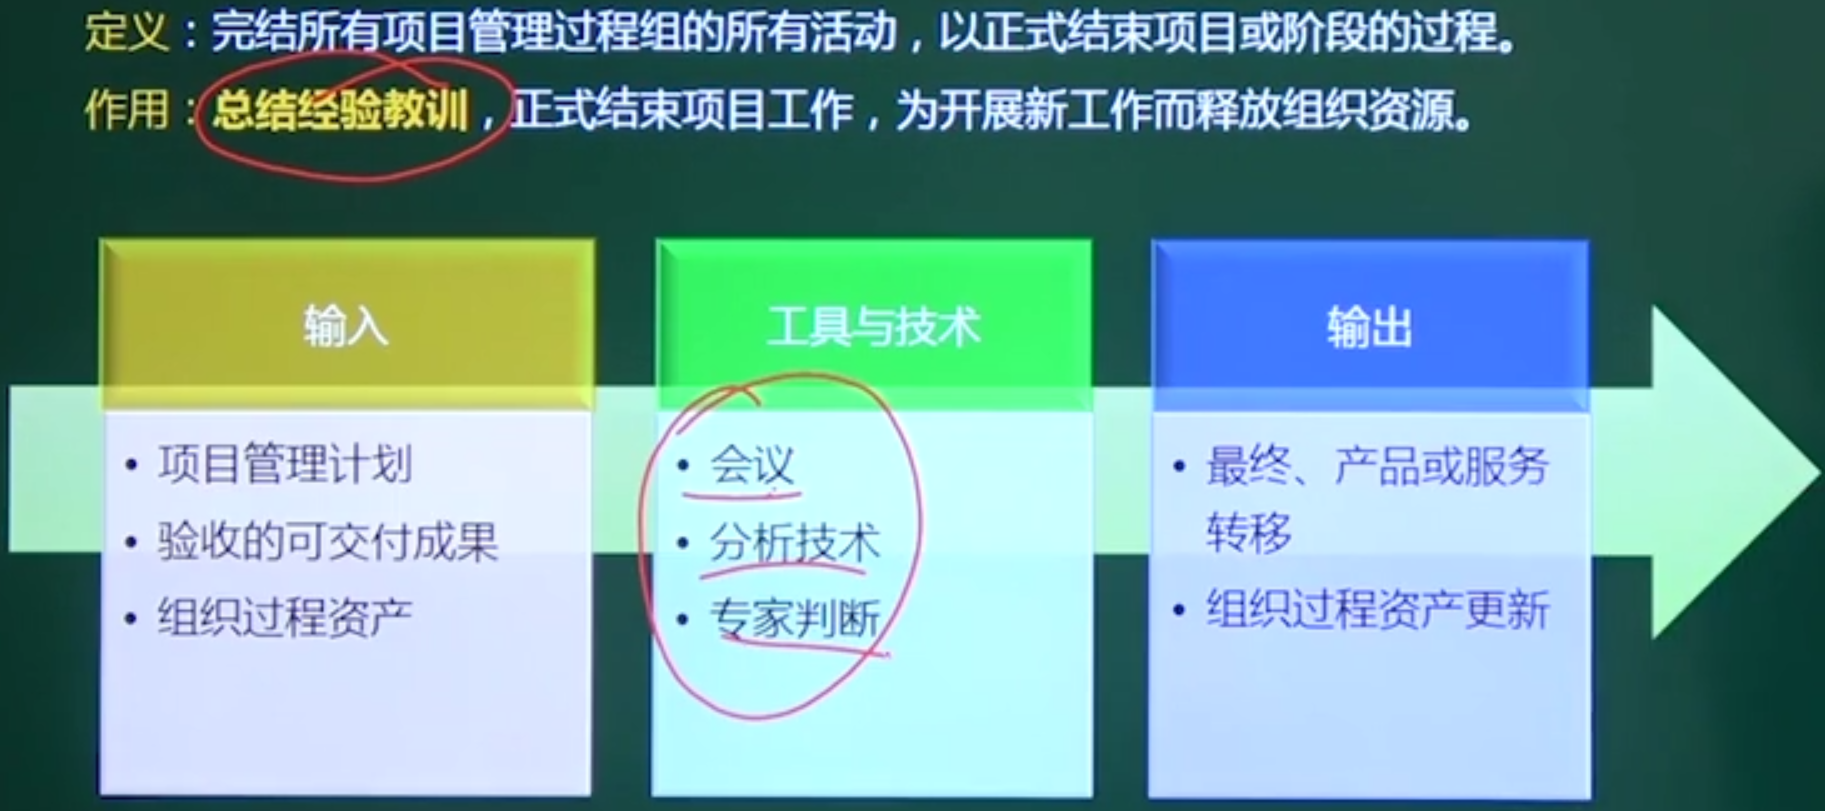 定义：完结所有项目管理过程组的所有活动，以正式结束项目或阶段的过程。
作用：总结经验教训，正式结束项目工作，为开展新工作而释放组织资源。
输入
• 项目管理计划
• 验收的可交付成果
• 组织过程资产
工具与技术
• 会议
• 分析技术
• 专家判断
输出
• 最终、产品或服务
转移
• 组织过程资产更新